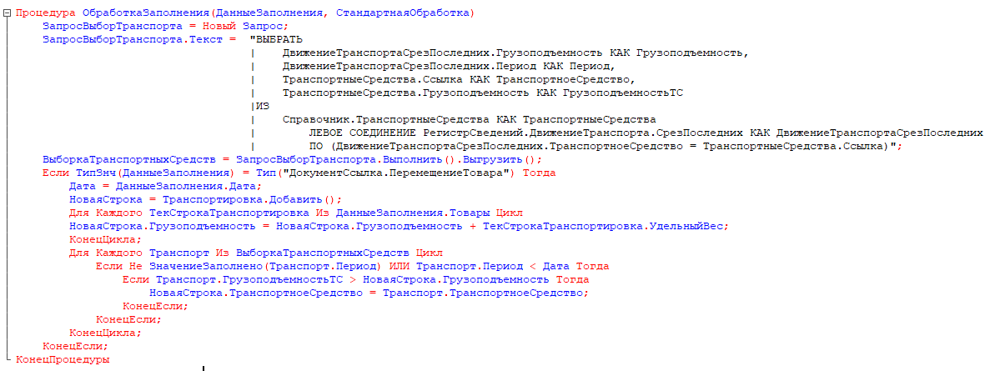 Процедура ОбработкаЗаполнения(ДанныеЗаполнения, СтандартнаяОбработка)
ЗапросВыборТранспорта = Новый Запрос;
ЗапросВыборТранспорта.Текст = "ВЫБРАТЬ
| ДвижениеТранспортаСрезПоследних.Грузоподъемность КАК Грузоподъемность,
| ДвижениеТранспортаСрезПоследних.Период КАК Период,
| ТранспортныеСредства.Ссылка КАК ТранспортноеСредство,
| ТранспортныеСредства.Грузоподъемность КАК ГрузоподъемностьТС
|ИЗ
| Справочник.ТранспортныеСредства КАК ТранспортныеСредства
| ЛЕВОЕ СОЕДИНЕНИЕ РегистрСведений.ДвижениеТранспорта.СрезПоследних КАК ДвижениеТранспортаСрезПоследних
| ПО (ДвижениеТранспортаСрезПоследних.ТранспортноеСредство = ТранспортныеСредства.Ссылка)";
ВыборкаТранспортныхСредств = ЗапросВыборТранспорта.Выполнить().Выгрузить();
Если ТипЗнч(ДанныеЗаполнения) = Тип("ДокументСсылка.ПеремещениеТовара") Тогда
Дата = ДанныеЗаполнения.Дата;
НоваяСтрока = Транспортировка.Добавить();
Для Каждого ТекСтрокаТранспортировка Из ДанныеЗаполнения.Товары Цикл
НоваяСтрока.Грузоподъемность = НоваяСтрока.Грузоподъемность + ТекСтрокаТранспортировка.УдельныйВес;
КонецЦикла;
Для Каждого Транспорт Из ВыборкаТранспортныхСредств Цикл
Если Не ЗначениеЗаполнено(Транспорт.Период) ИЛИ Транспорт.Период < Дата Тогда
Если Транспорт.ГрузоподъемностьТС > НоваяСтрока.Грузоподъемность Тогда
НоваяСтрока.ТранспортноеСредство = Транспорт.ТранспортноеСредство;
КонецЕсли;
КонецЕсли;
КонецЦикла;
КонецЕсли;
КонецПроцедуры